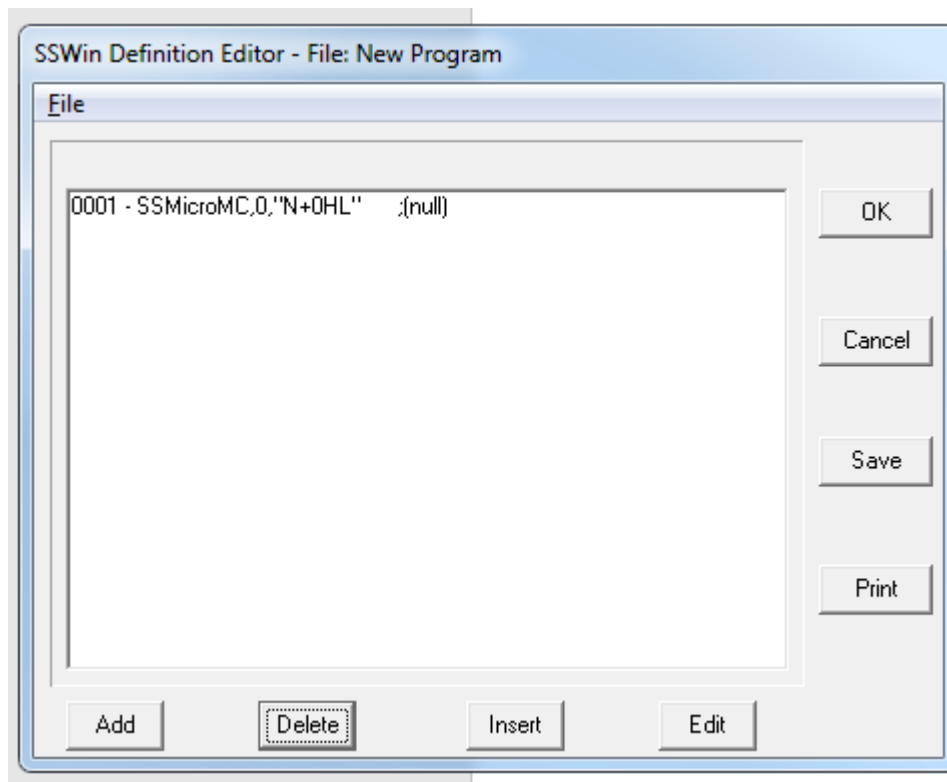 SSWin Definition Editor - File: New Program
File
0001 - SSMicroMC,0,"N+0HL" ;(null)
OK
Cancel
Save
Print
Add Delete Insert Edit